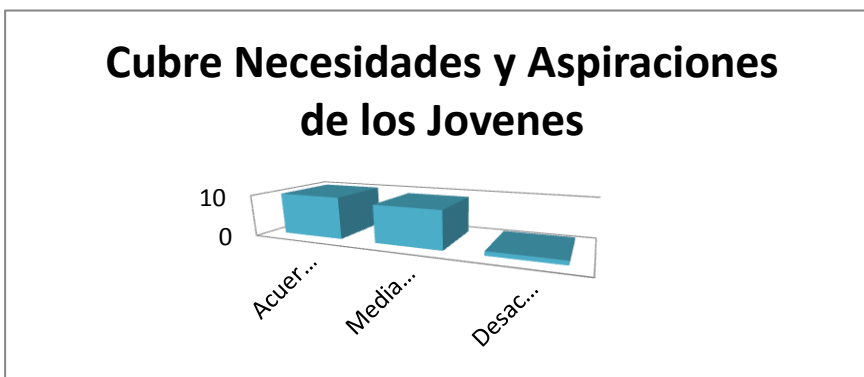 Cubre Necesidades y Aspiraciones
de los Jovenes
10
0
Acuer...
Media...
Desac...